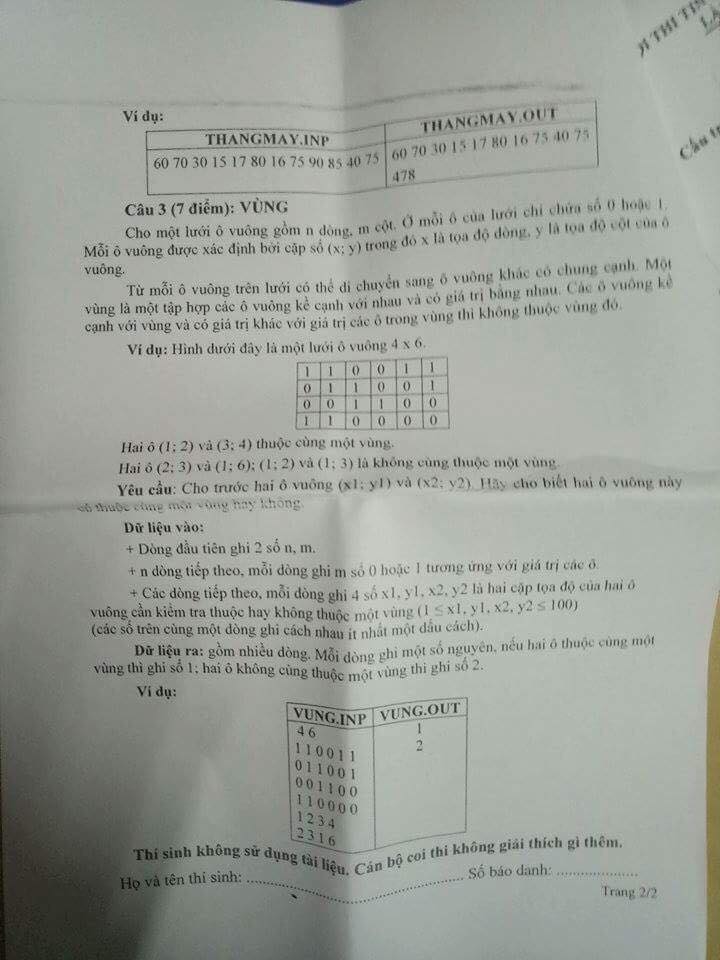 ỘI THI TIN
LẦ
Câu tr
Ví dụ:
THANGMAY.INP THANGMAY.OUT
60 70 30 15 17 80 16 75 90 85 40 75 60 70 30 15 17 80 16 75 40 75
478
Câu 3 (7 điểm): VÙNG
Cho một lưới ô vuông gồm n dòng, m cột. Ở mỗi ô của lưới chỉ chứa số 0 hoặc 1.
Mỗi ô vuông được xác định bởi cặp số (x; y) trong đó x là tọa độ dòng, y là tọa độ cột của ô
vuông.
Từ mỗi ô vuông trên lưới có thể di chuyển sang ô vuông khác có chung cạnh. Một
vùng là một tập hợp các ô vuông kề cạnh với nhau và có giá trị bằng nhau. Các ô vuông kề
cạnh với vùng và có giá trị khác với giá trị các ô trong vùng thì không thuộc vùng đó.
Ví dụ: Hình dưới đây là một lưới ô vuông 4 x 6.
1 1 0 0 1 1
0 1 1 0 0 1
0 0 1 1 0 0
1 1 0 0 0 0
Hai ô (1; 2) và (3; 4) thuộc cùng một vùng.
Hai ô (2; 3) và (1; 6); (1; 2) và (1; 3) là không cùng thuộc một vùng.
Yêu cầu: Cho trước hai ô vuông (x1; y1) và (x2; y2). Hãy cho biết hai ô vuông này
có thuộc cùng một vùng hay không.
Dữ liệu vào:
+ Dòng đầu tiên ghi 2 số n, m.
+ n dòng tiếp theo, mỗi dòng ghi m số 0 hoặc 1 tương ứng với giá trị các ô.
+ Các dòng tiếp theo, mỗi dòng ghi 4 số x1, y1, x2, y2 là hai cặp tọa độ của hai ô
vuông cần kiểm tra thuộc hay không thuộc một vùng (1 ≤ x1, y1, x2, y2 ≤ 100)
(các số trên cùng một dòng ghi cách nhau ít nhất một dấu cách).
Dữ liệu ra: gồm nhiều dòng. Mỗi dòng ghi một số nguyên, nếu hai ô thuộc cùng một
vùng thì ghi số 1; hai ô không cùng thuộc một vùng thì ghi số 2.
Ví dụ:
VUNG.INP VUNG.OUT
4 6 1
1 1 0 0 1 1 2
0 1 1 0 0 1
0 0 1 1 0 0
1 1 0 0 0 0
1 2 3 4
2 3 1 6
Thí sinh không sử dụng tài liệu. Cán bộ coi thi không giải thích gì thêm.
Họ và tên thí sinh: ........................................ Số báo danh: ..................
Trang 2/2